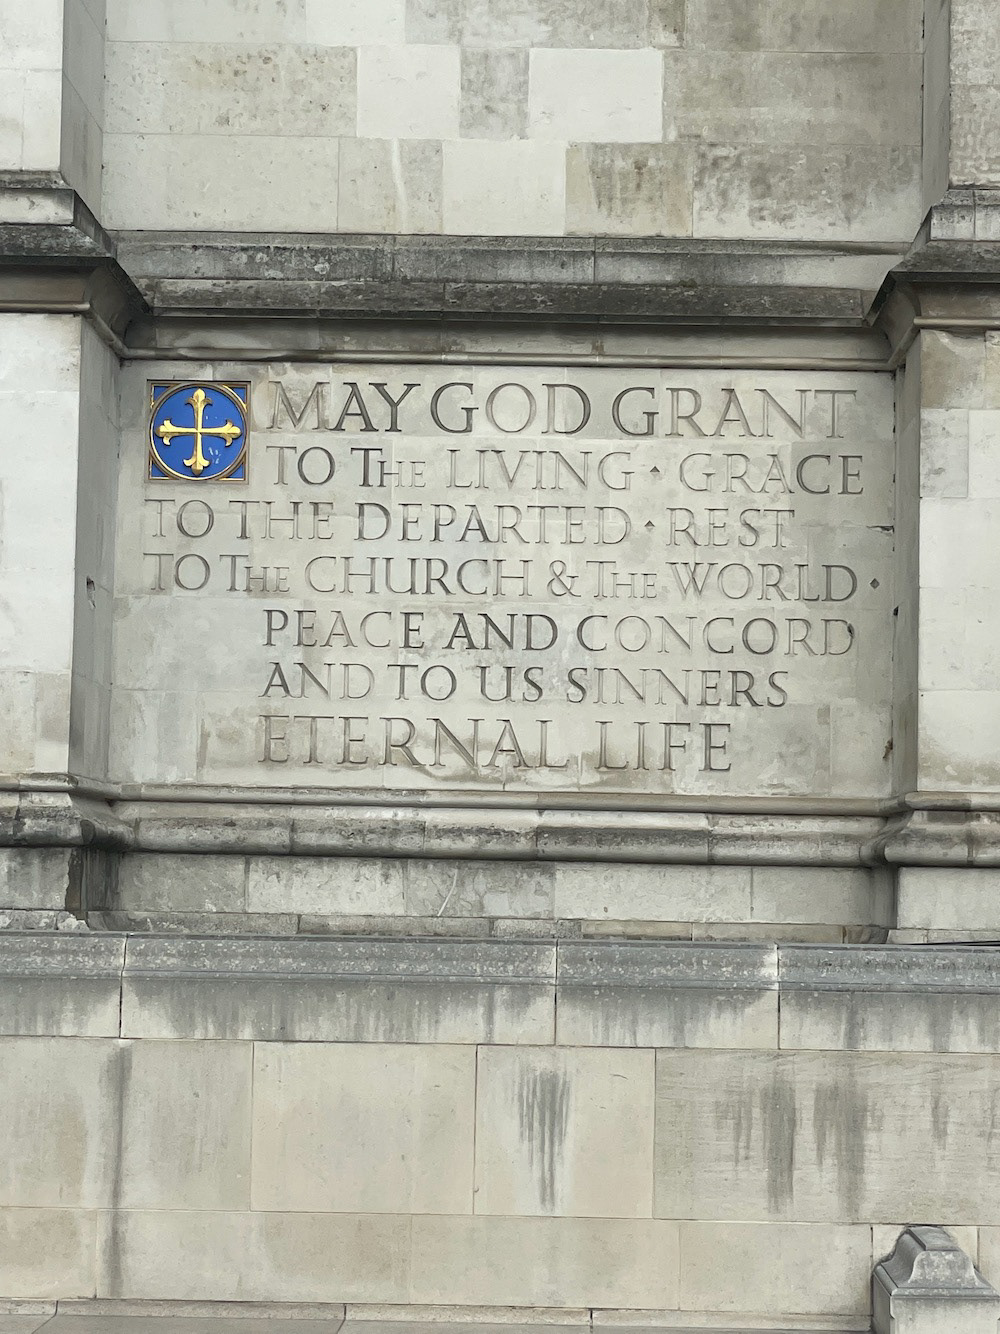 MAY GOD GRANT
TO THE LIVING · GRACE
TO THE DEPARTED · REST
TO THE CHURCH & THE WORLD ·
PEACE AND CONCORD
AND TO US SINNERS
ETERNAL LIFE